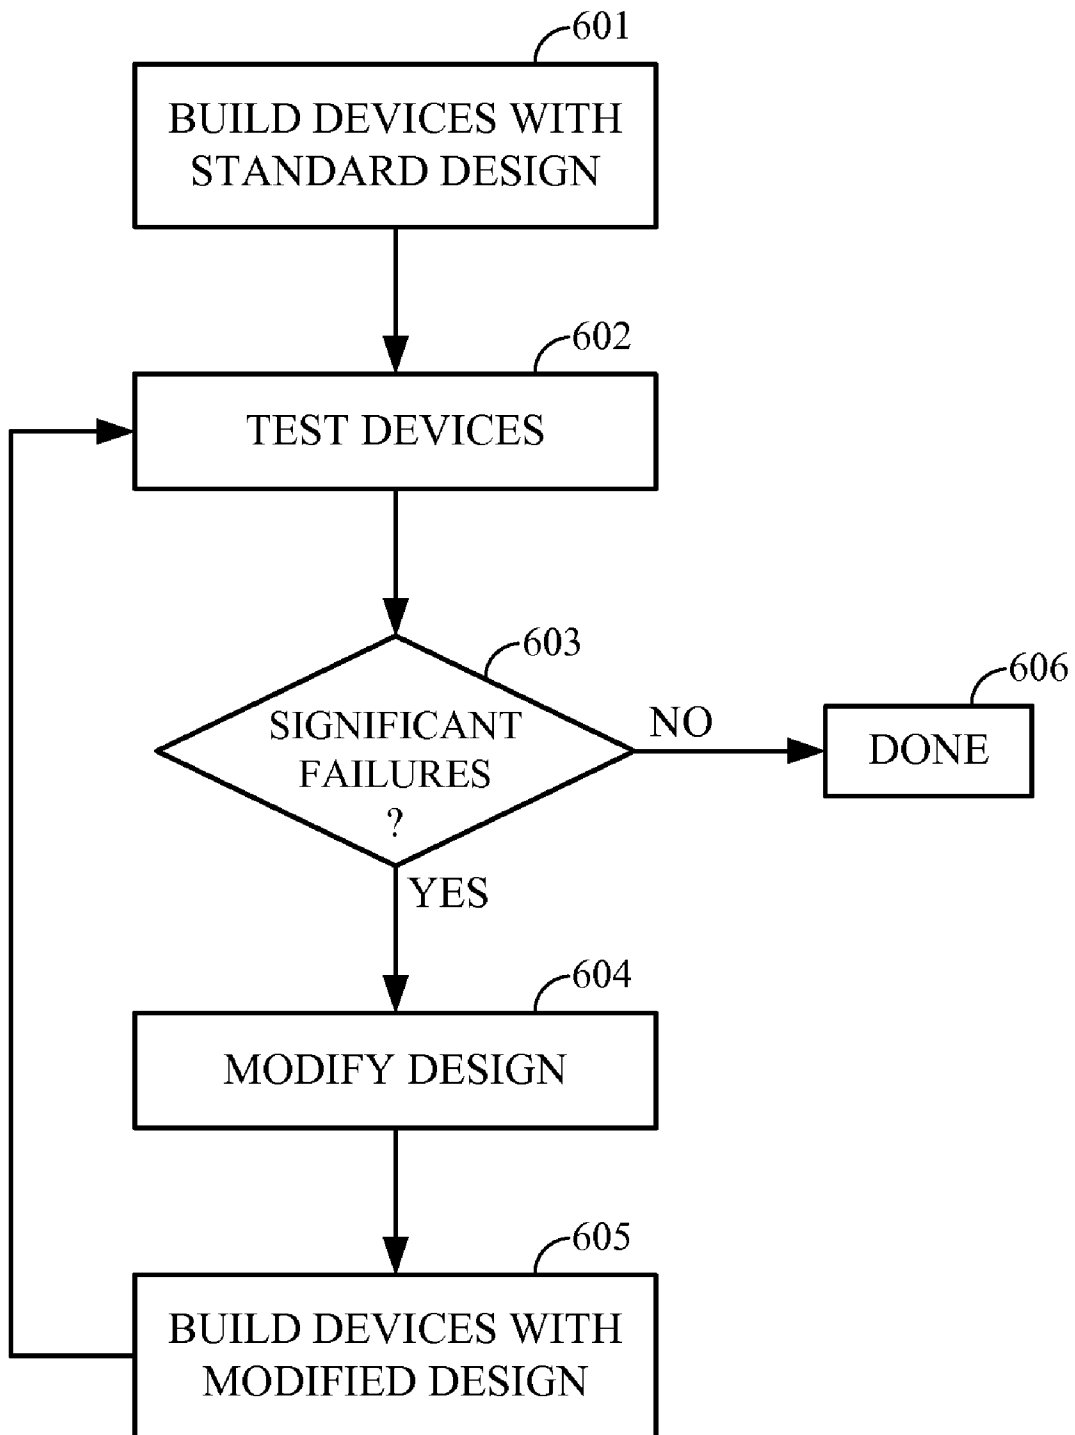 601
BUILD DEVICES WITH
STANDARD DESIGN
602
TEST DEVICES
603
SIGNIFICANT
FAILURES
?
NO
606
DONE
YES
604
MODIFY DESIGN
605
BUILD DEVICES WITH
MODIFIED DESIGN